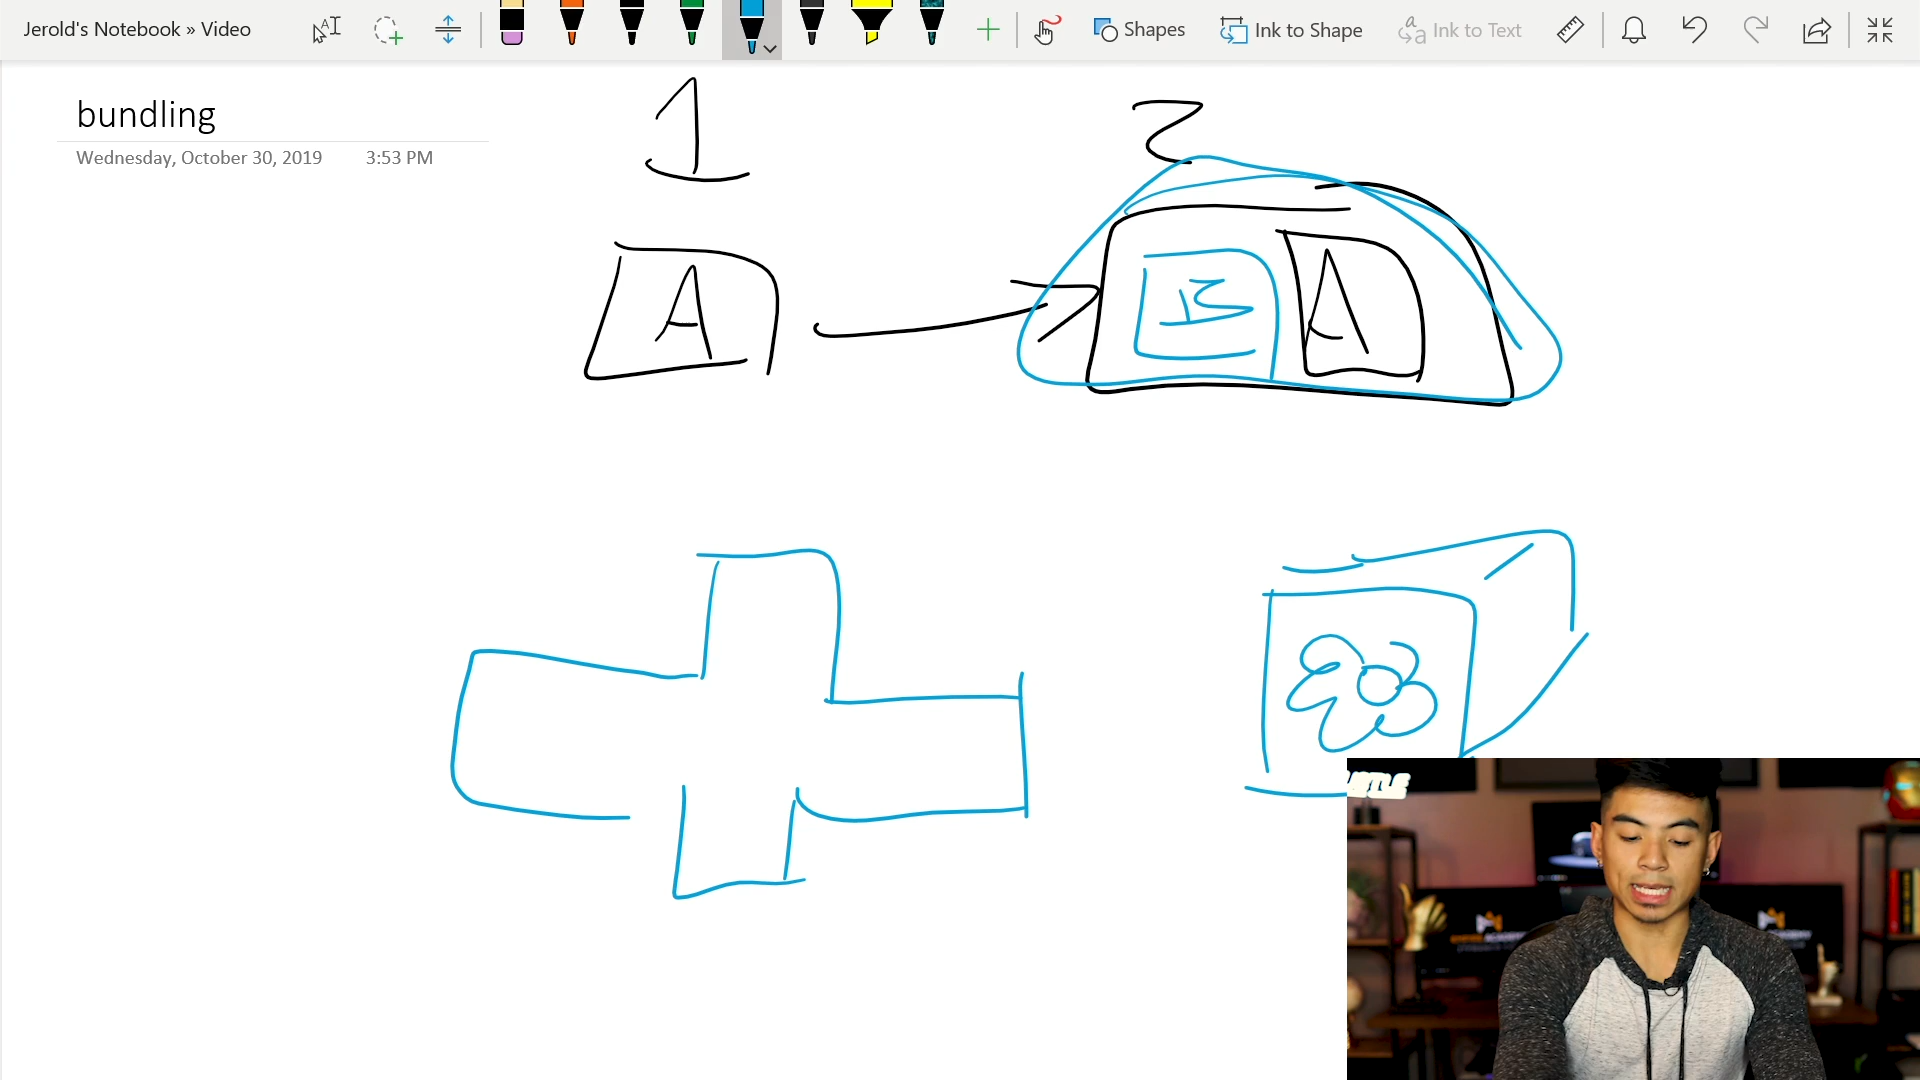 Jerold's Notebook » Video
Shapes
Ink to Shape
Ink to Text
bundling
Wednesday, October 30, 2019 3:53 PM
1
2
A
B A